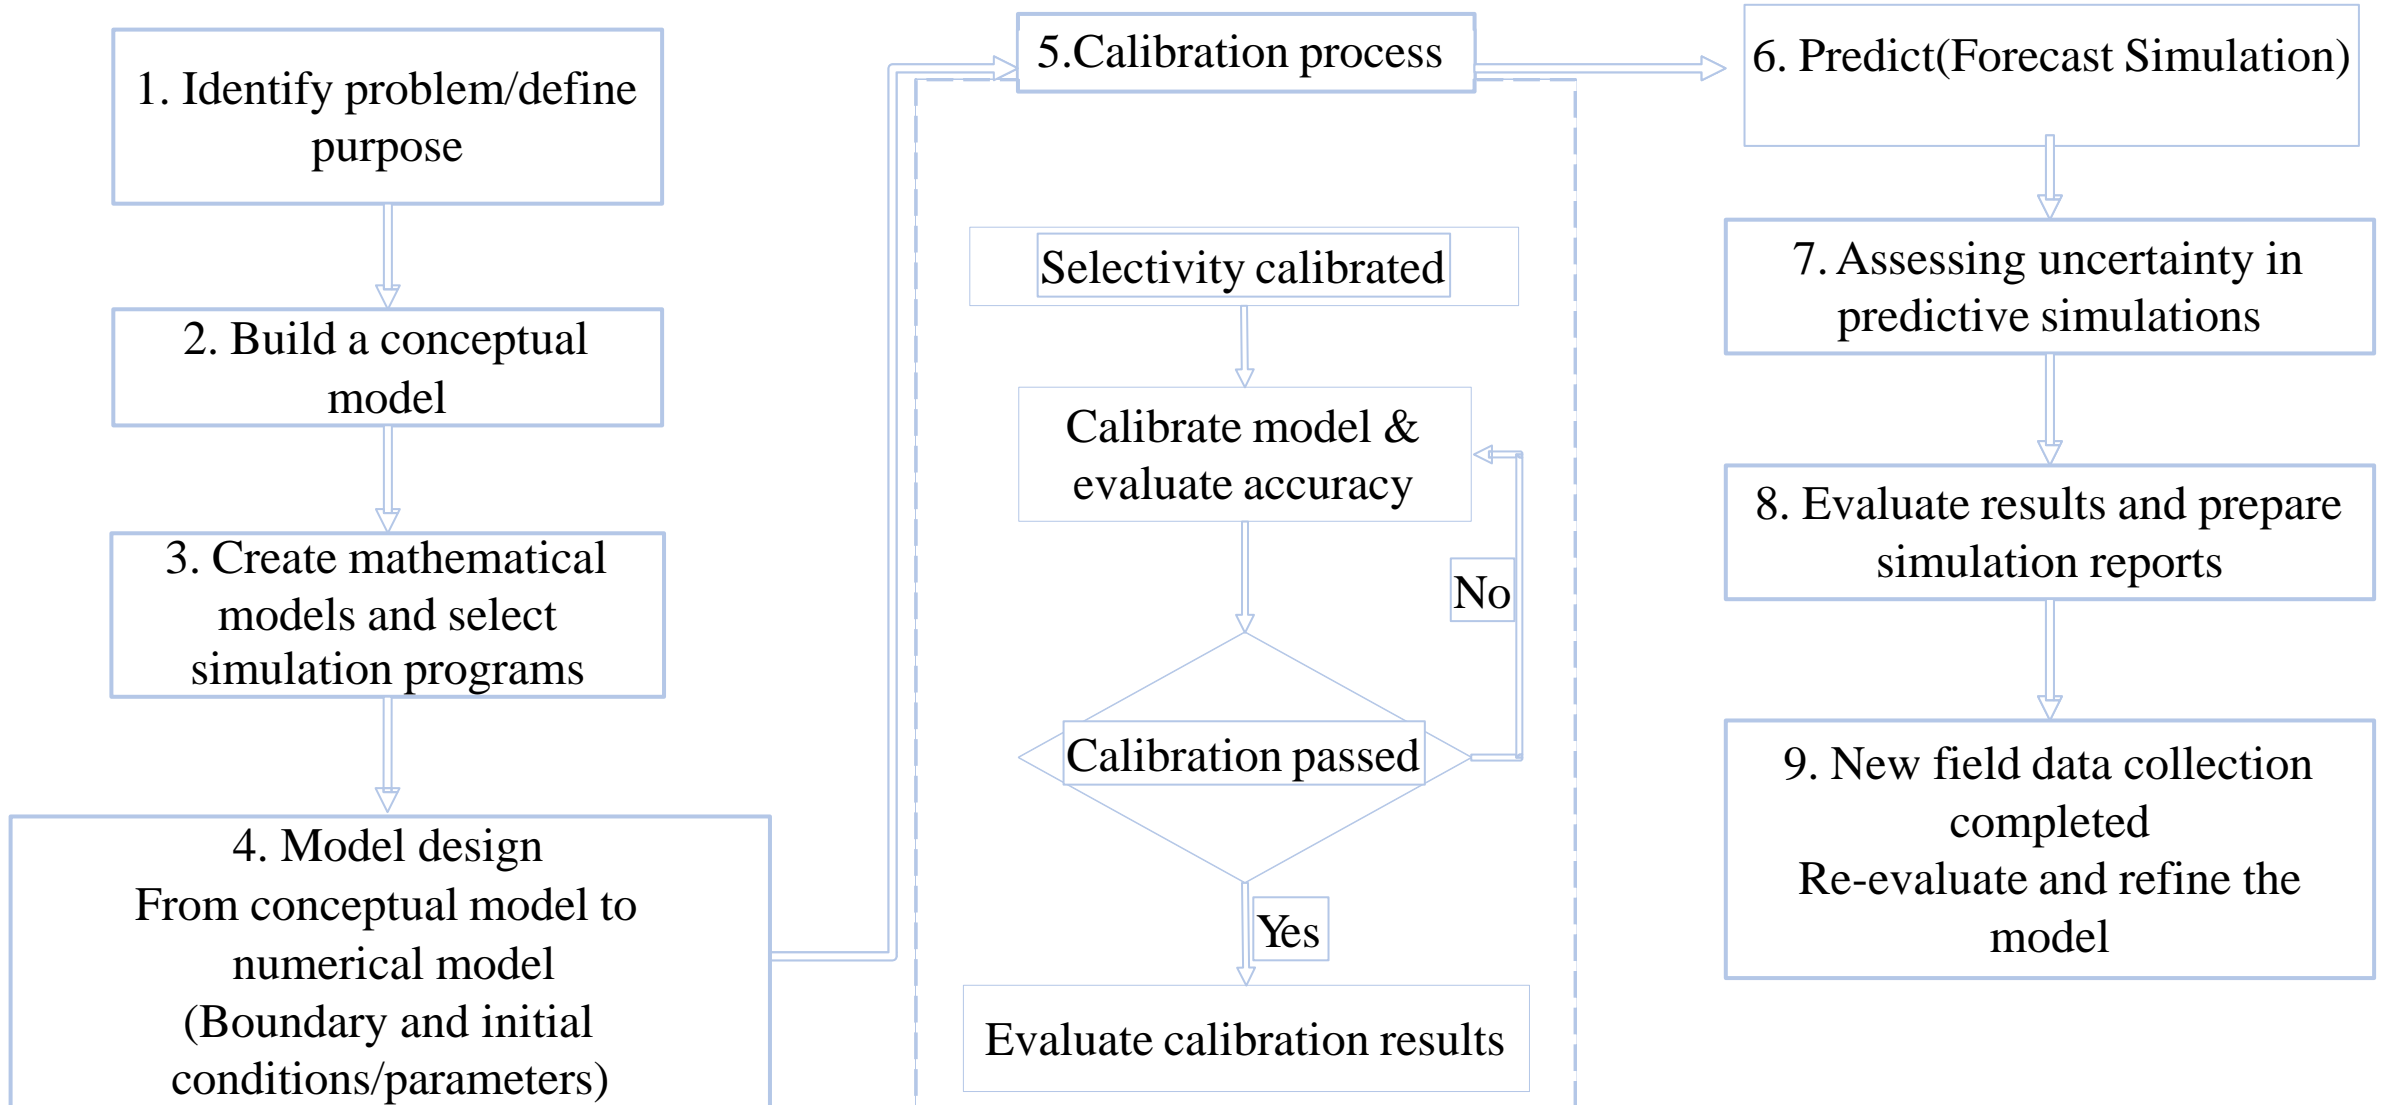 1. Identify problem/define
purpose
2. Build a conceptual
model
3. Create mathematical
models and select
simulation programs
4. Model design
From conceptual model to
numerical model
(Boundary and initial
conditions/parameters)
5.Calibration process
Selectivity calibrated
Calibrate model &
evaluate accuracy
No
Calibration passed
Yes
Evaluate calibration results
6. Predict(Forecast Simulation)
7. Assessing uncertainty in
predictive simulations
8. Evaluate results and prepare
simulation reports
9. New field data collection
completed
Re-evaluate and refine the
model